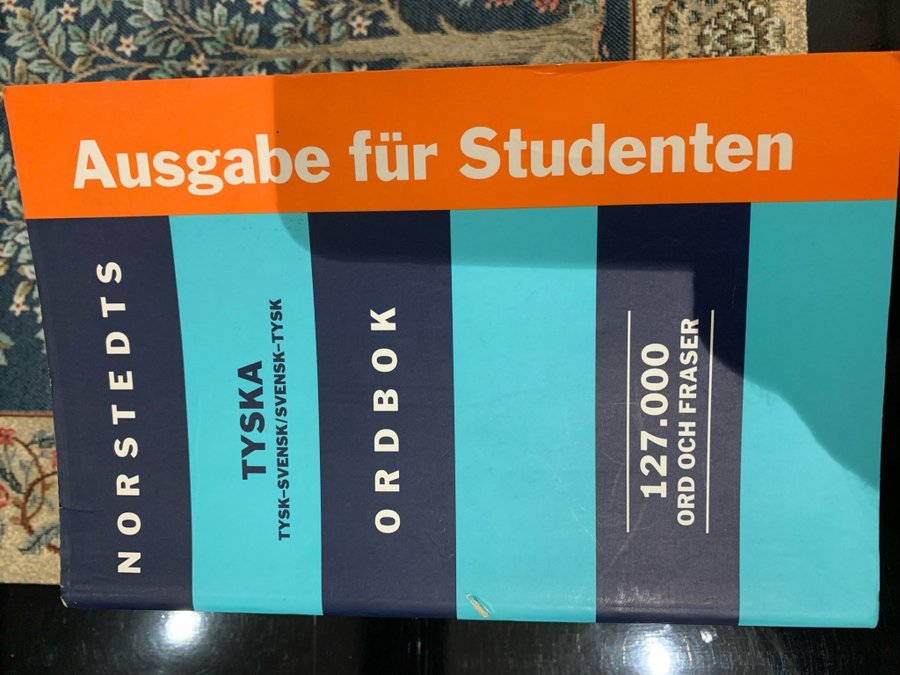 Ausgabe für Studenten
NORSTEDTS
TYSKA
TYSK–SVENSK/SVENSK–TYSK
ORDBOK
127.000
ORD OCH FRASER